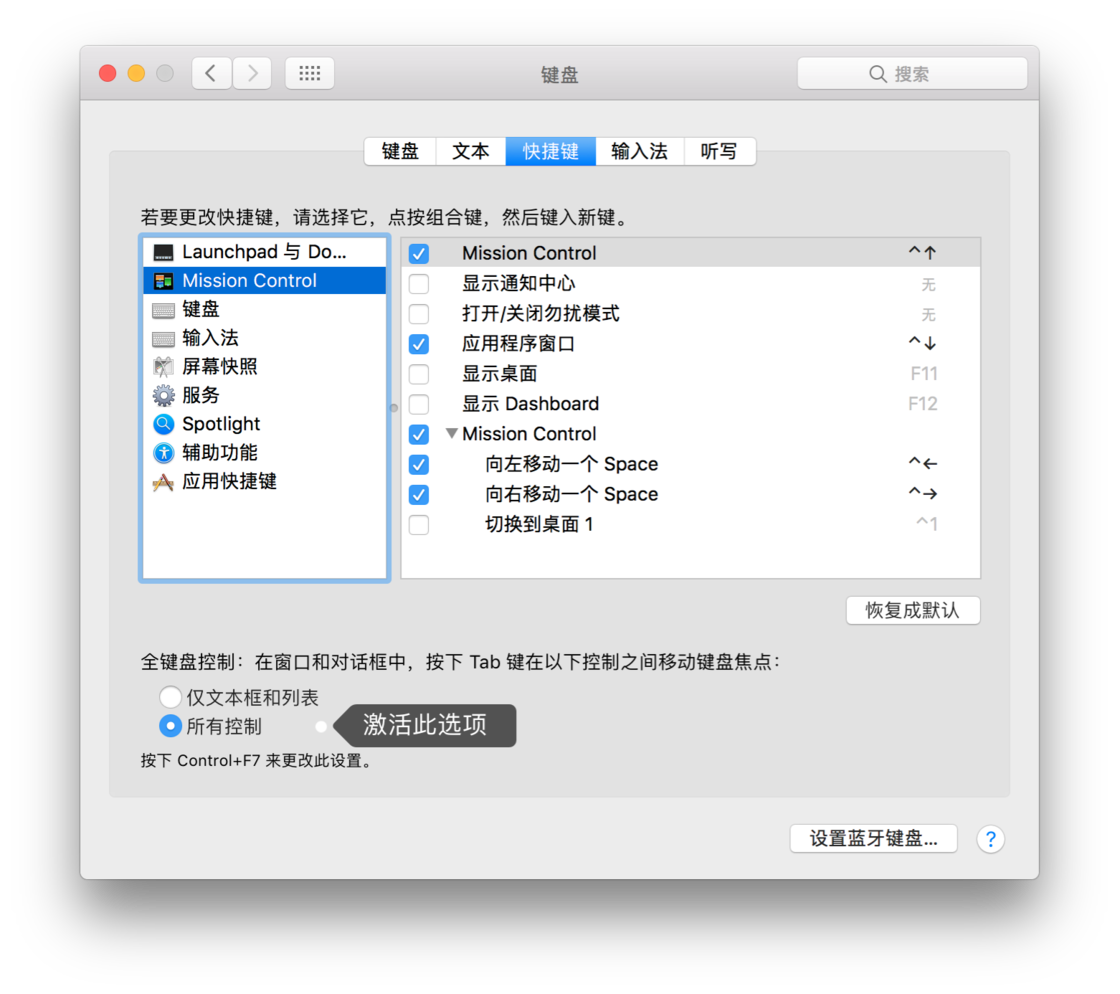 键盘
搜索
键盘 文本 快捷键 输入法 听写
若要更改快捷键，请选择它，点按组合键，然后键入新键。
Launchpad 与 Do...
Mission Control
键盘
输入法
屏幕快照
服务
Spotlight
辅助功能
应用快捷键
Mission Control ^↑
显示通知中心 无
打开/关闭勿扰模式 无
应用程序窗口 ^↓
显示桌面 F11
显示 Dashboard F12
Mission Control
向左移动一个 Space ^←
向右移动一个 Space ^→
切换到桌面 1 ^1
恢复成默认
全键盘控制：在窗口和对话框中，按下 Tab 键在以下控制之间移动键盘焦点：
仅文本框和列表
所有控制 激活此选项
按下 Control+F7 来更改此设置。
设置蓝牙键盘... ?